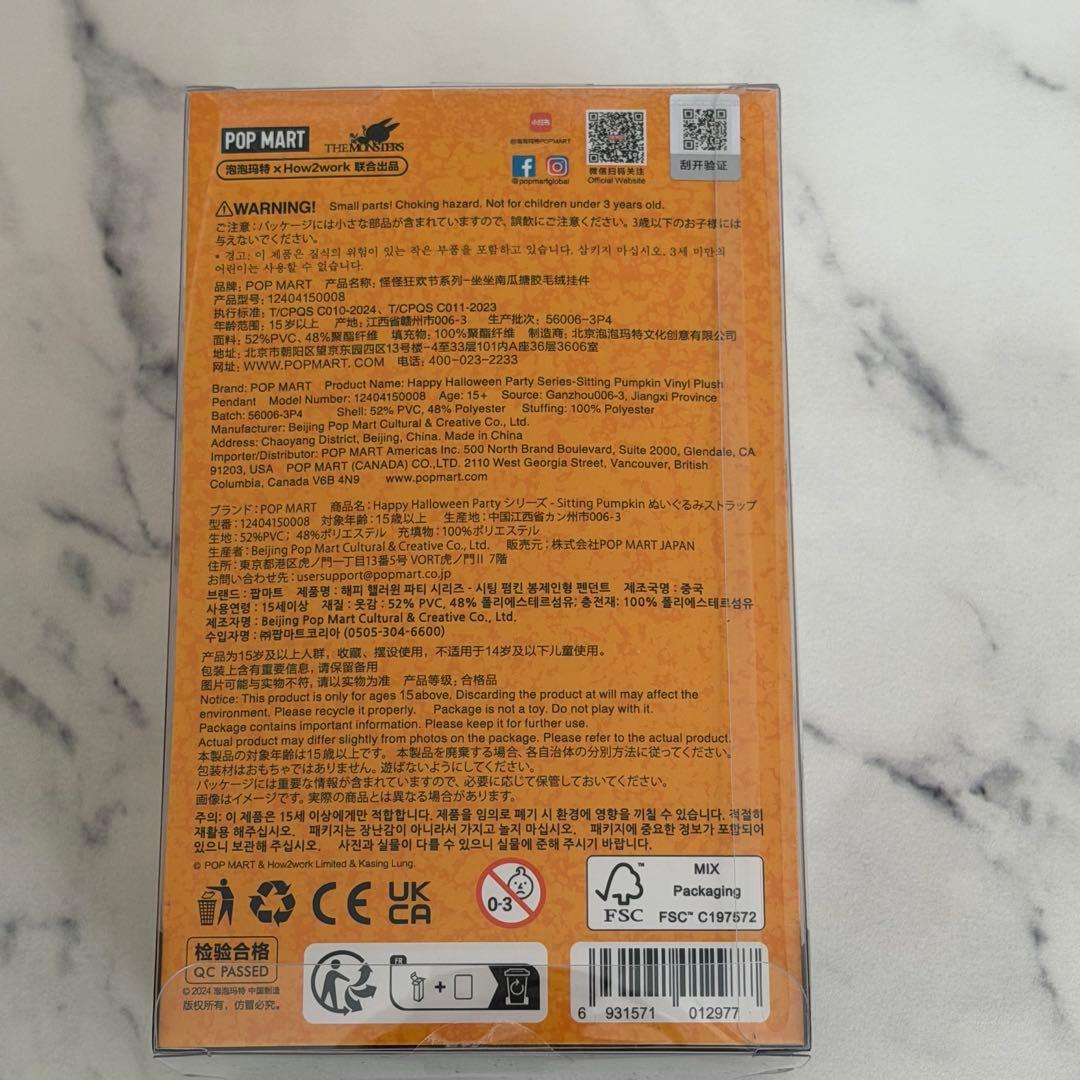 POP MART
THE MONSTERS
泡泡玛特×How2work 联合出品
小红书
@泡泡玛特POPMART
@popmartglobal
微信扫码关注
Official Website
刮开验证
WARNING! Small parts! Choking hazard. Not for children under 3 years old.
ご注意：パッケージには小さな部品が含まれていますので、誤飲にご注意ください。3歳以下のお子様には
与えないでください。
* 경고: 이 제품은 질식의 위험이 있는 작은 부품을 포함하고 있습니다. 삼키지 마십시오. 3세 미만의
어린이는 사용할 수 없습니다.
品牌：POP MART 产品名称：怪怪狂欢节系列-坐坐南瓜搪胶毛绒挂件
产品型号：12404150008
执行标准：T/CPQS C010-2024、T/CPQS C011-2023
年龄范围：15岁以上 产地：江西省赣州市006-3 生产批次：56006-3P4
面料：52%PVC、48%聚酯纤维 填充物：100%聚酯纤维 制造商：北京泡泡玛特文化创意有限公司
地址：北京市朝阳区望京东园四区13号楼-4至33层101内A座36层3606室
网址：WWW.POPMART.COM 电话：400-023-2233
Brand: POP MART Product Name: Happy Halloween Party Series-Sitting Pumpkin Vinyl Plush
Pendant Model Number: 12404150008 Age: 15+ Source: Ganzhou006-3, Jiangxi Province
Batch: 56006-3P4 Shell: 52% PVC, 48% Polyester Stuffing: 100% Polyester
Manufacturer: Beijing Pop Mart Cultural & Creative Co., Ltd.
Address: Chaoyang District, Beijing, China. Made in China
Importer/Distributor: POP MART Americas Inc. 500 North Brand Boulevard, Suite 2000, Glendale, CA
91203, USA POP MART (CANADA) CO.,LTD. 2110 West Georgia Street, Vancouver, British
Columbia, Canada V6B 4N9 www.popmart.com
ブランド：POP MART 商品名：Happy Halloween Party シリーズ - Sitting Pumpkin ぬいぐるみストラップ
型番：12404150008 対象年齢：15歳以上 生産地：中国江西省カン州市006-3
生地：52%PVC； 48%ポリエステル 充填物：100%ポリエステル
生産者：Beijing Pop Mart Cultural & Creative Co., Ltd. 販売元：株式会社POP MART JAPAN
住所：東京都港区虎ノ門一丁目13番5号 VORT虎ノ門II 7階
お問い合わせ先：usersupport@popmart.co.jp
브랜드 : 팝마트 제품명 : 해피 핼러윈 파티 시리즈 - 시팅 펌킨 봉제인형 펜던트 제조국명 : 중국
사용연령 : 15세이상 재질 : 옷감 : 52% PVC, 48% 폴리에스테르섬유; 충전재: 100% 폴리에스테르섬유
제조자명 : Beijing Pop Mart Cultural & Creative Co., Ltd.
수입자명 : ㈜팝마트코리아 (0505-304-6600)
产品为15岁及以上人群，收藏、摆设使用，不适用于14岁及以下儿童使用。
包装上含有重要信息，请保留备用
图片可能与实物不符，请以实物为准 产品等级：合格品
Notice: This product is only for ages 15 above. Discarding the product at will may affect the
environment. Please recycle it properly. Package is not a toy. Do not play with it.
Package contains important information. Please keep it for further use.
Actual product may differ slightly from photos on the package. Please refer to the actual product.
本製品の対象年齢は15歳以上です。本製品を廃棄する場合、各自治体の分別方法に従ってください。
包装材はおもちゃではありません。遊ばないようにしてください。
パッケージには重要な情報が含まれていますので、必要に応じて保管しておいてください。
画像はイメージです。実際の商品とは異なる場合があります。
주의: 이 제품은 15세 이상에게만 적합합니다. 제품을 임의로 폐기 시 환경에 영향을 끼칠 수 있습니다. 적절히
재활용 해주십시오. 패키지는 장난감이 아니라서 가지고 놀지 마십시오. 패키지에 중요한 정보가 포함되어
있으니 보관해 주십시오. 사진과 실물이 다를 수 있으니 실물에 준해 주시기 바랍니다.
© POP MART & How2work Limited & Kasing Lung.
CE
UK
CA
0-3
FSC™
MIX
Packaging
FSC™ C197572
检验合格
QC PASSED
© 2024 泡泡玛特 中国制造
版权所有，仿冒必究。
FR
+
6 931571 012977